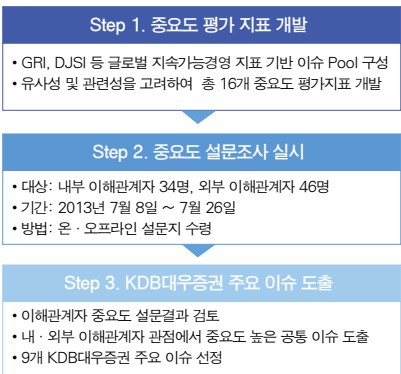 Step 1. 중요도 평가 지표 개발
• GRI, DJSI 등 글로벌 지속가능경영 지표 기반 이슈 Pool 구성
• 유사성 및 관련성을 고려하여 총 16개 중요도 평가지표 개발
Step 2. 중요도 설문조사 실시
• 대상: 내부 이해관계자 34명, 외부 이해관계자 46명
• 기간: 2013년 7월 8일 ~ 7월 26일
• 방법: 온 · 오프라인 설문지 수령
Step 3. KDB대우증권 주요 이슈 도출
• 이해관계자 중요도 설문결과 검토
• 내 · 외부 이해관계자 관점에서 중요도 높은 공통 이슈 도출
• 9개 KDB대우증권 주요 이슈 선정